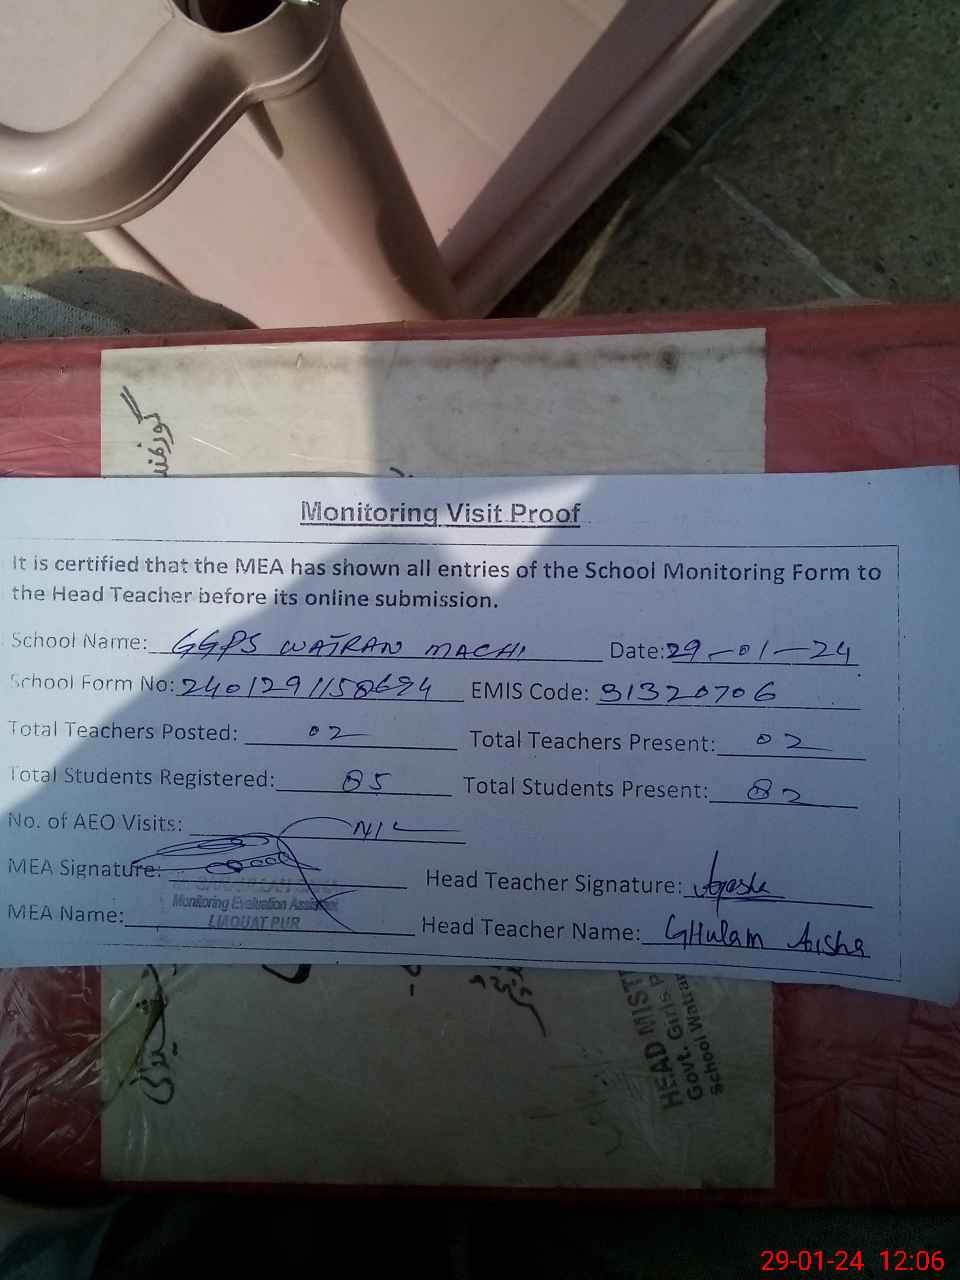 گورنمنٹ
Monitoring Visit Proof
It is certified that the MEA has shown all entries of the School Monitoring Form to
the Head Teacher before its online submission.
School Name: GGPS WATRAN MACHI Date: 29-01-24
School Form No: 2401291158694 EMIS Code: 31320706
Total Teachers Posted: 02 Total Teachers Present: 02
Total Students Registered: 85 Total Students Present: 82
No. of AEO Visits: NIL
MEA Signature: Head Teacher Signature: Ayesha
Monitoring Evaluation Assistant
MEA Name: LIAQUAT PUR Head Teacher Name: GHulam Aisha
HEAD MIST
Govt. Girls P
School Watra
29-01-24 12:06